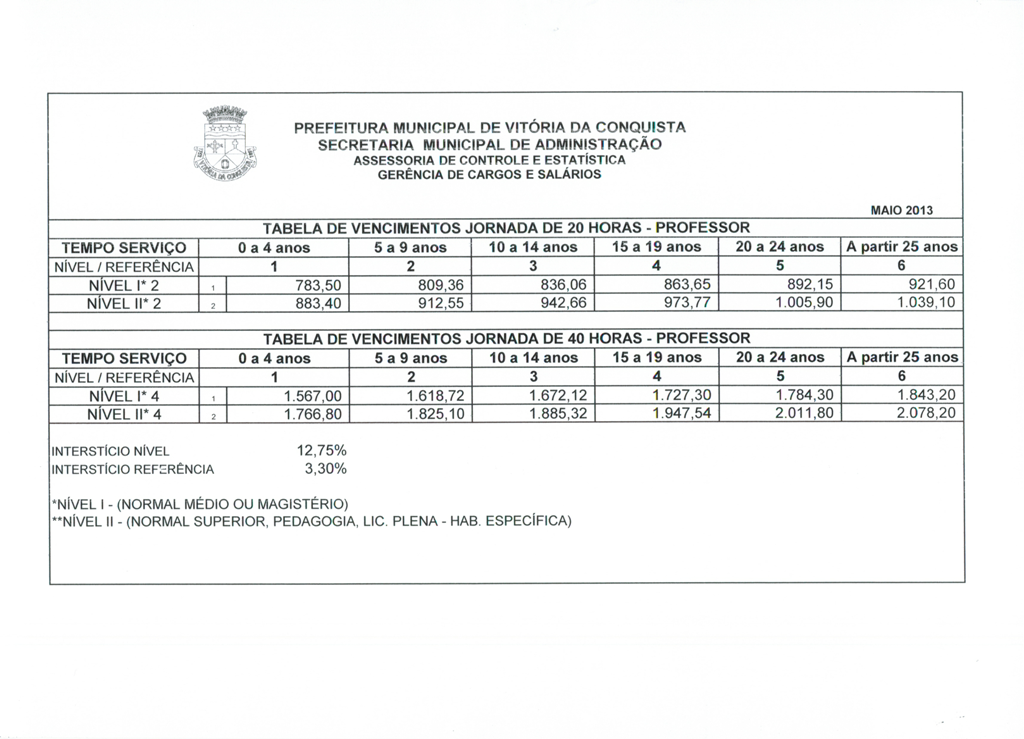 PREFEITURA MUNICIPAL DE VITÓRIA DA CONQUISTA
SECRETARIA MUNICIPAL DE ADMINISTRAÇÃO
ASSESSORIA DE CONTROLE E ESTATÍSTICA
GERÊNCIA DE CARGOS E SALÁRIOS
MAIO 2013
TABELA DE VENCIMENTOS JORNADA DE 20 HORAS - PROFESSOR
TEMPO SERVIÇO 0 a 4 anos 5 a 9 anos 10 a 14 anos 15 a 19 anos 20 a 24 anos A partir 25 anos
NÍVEL / REFERÊNCIA 1 2 3 4 5 6
NÍVEL I* 2 1 783,50 809,36 836,06 863,65 892,15 921,60
NÍVEL II* 2 2 883,40 912,55 942,66 973,77 1.005,90 1.039,10
TABELA DE VENCIMENTOS JORNADA DE 40 HORAS - PROFESSOR
TEMPO SERVIÇO 0 a 4 anos 5 a 9 anos 10 a 14 anos 15 a 19 anos 20 a 24 anos A partir 25 anos
NÍVEL / REFERÊNCIA 1 2 3 4 5 6
NÍVEL I* 4 1 1.567,00 1.618,72 1.672,12 1.727,30 1.784,30 1.843,20
NÍVEL II* 4 2 1.766,80 1.825,10 1.885,32 1.947,54 2.011,80 2.078,20
INTERSTÍCIO NÍVEL 12,75%
INTERSTÍCIO REFERÊNCIA 3,30%
*NÍVEL I - (NORMAL MÉDIO OU MAGISTÉRIO)
**NÍVEL II - (NORMAL SUPERIOR, PEDAGOGIA, LIC. PLENA - HAB. ESPECÍFICA)